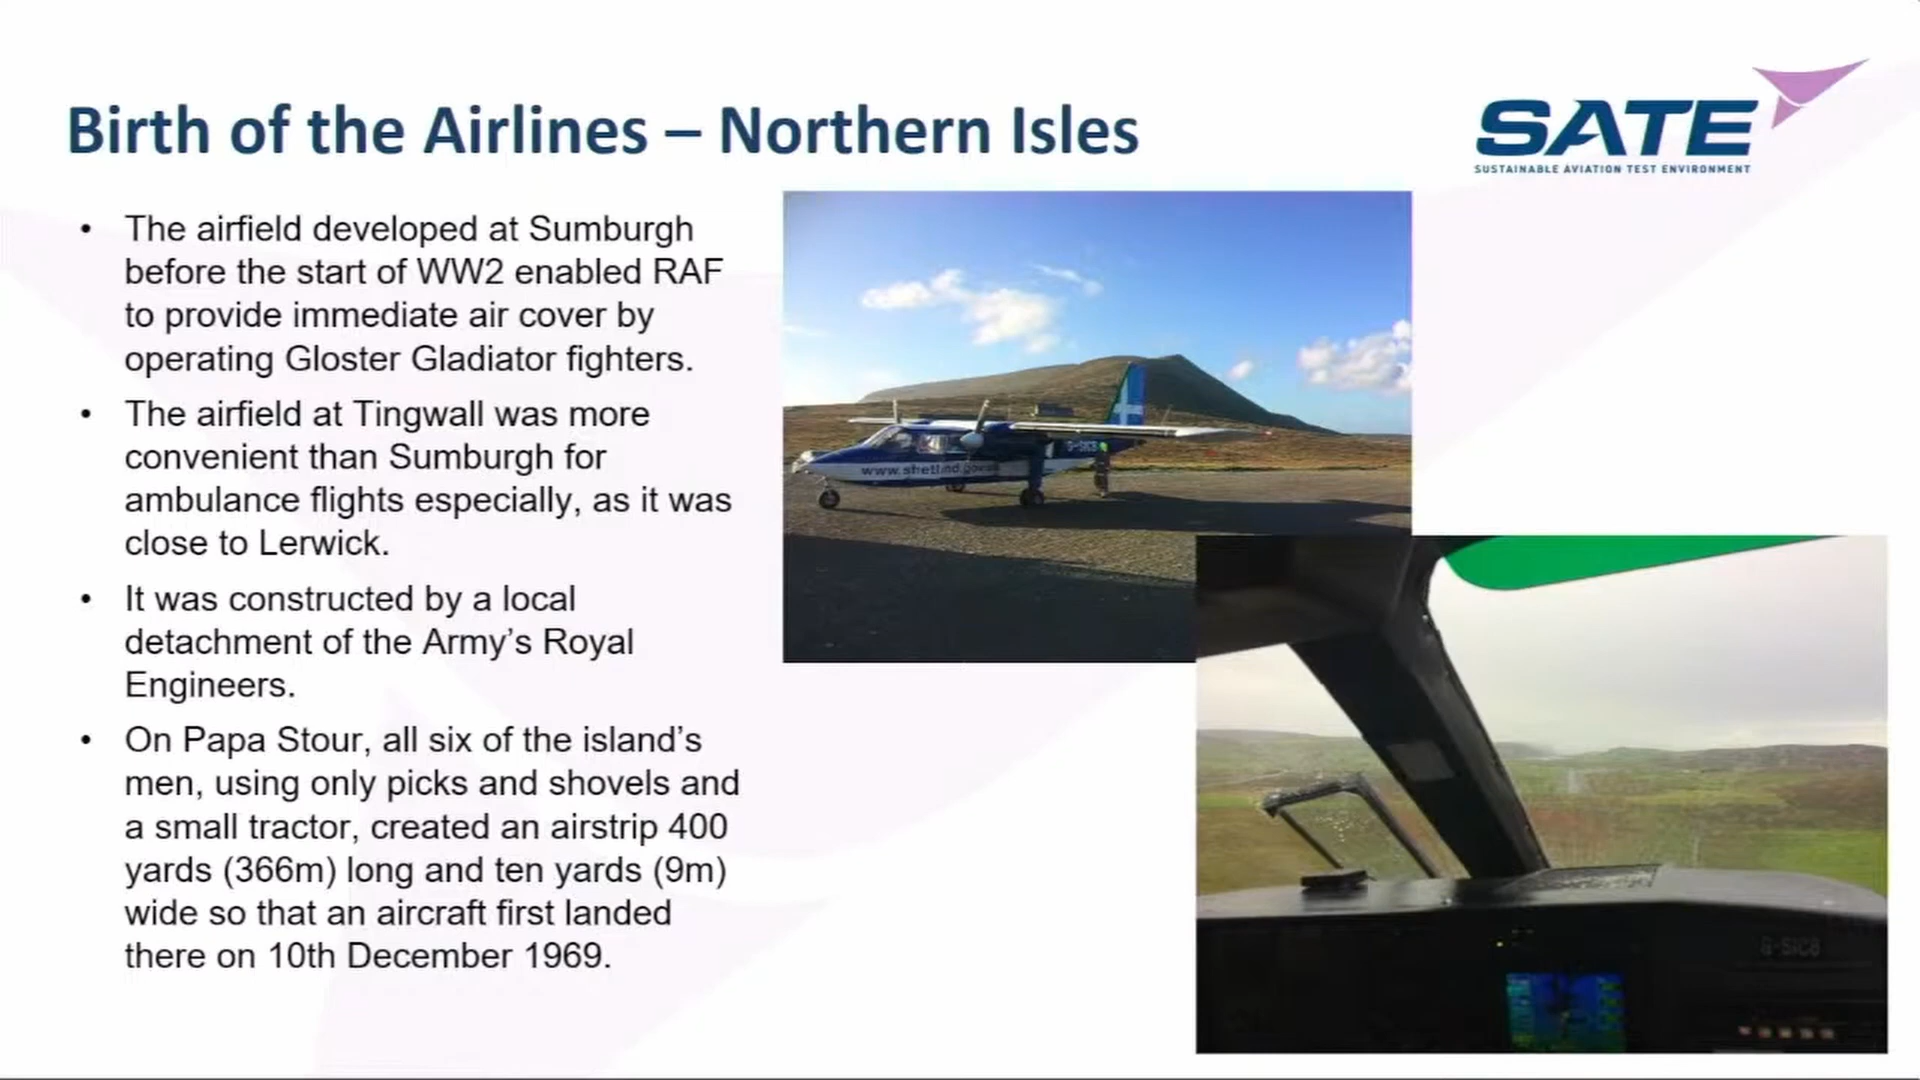 Birth of the Airlines – Northern Isles
SATE
SUSTAINABLE AVIATION TEST ENVIRONMENT
• The airfield developed at Sumburgh
before the start of WW2 enabled RAF
to provide immediate air cover by
operating Gloster Gladiator fighters.
• The airfield at Tingwall was more
convenient than Sumburgh for
ambulance flights especially, as it was
close to Lerwick.
• It was constructed by a local
detachment of the Army’s Royal
Engineers.
• On Papa Stour, all six of the island’s
men, using only picks and shovels and
a small tractor, created an airstrip 400
yards (366m) long and ten yards (9m)
wide so that an aircraft first landed
there on 10th December 1969.
G-SICB
G-SICB